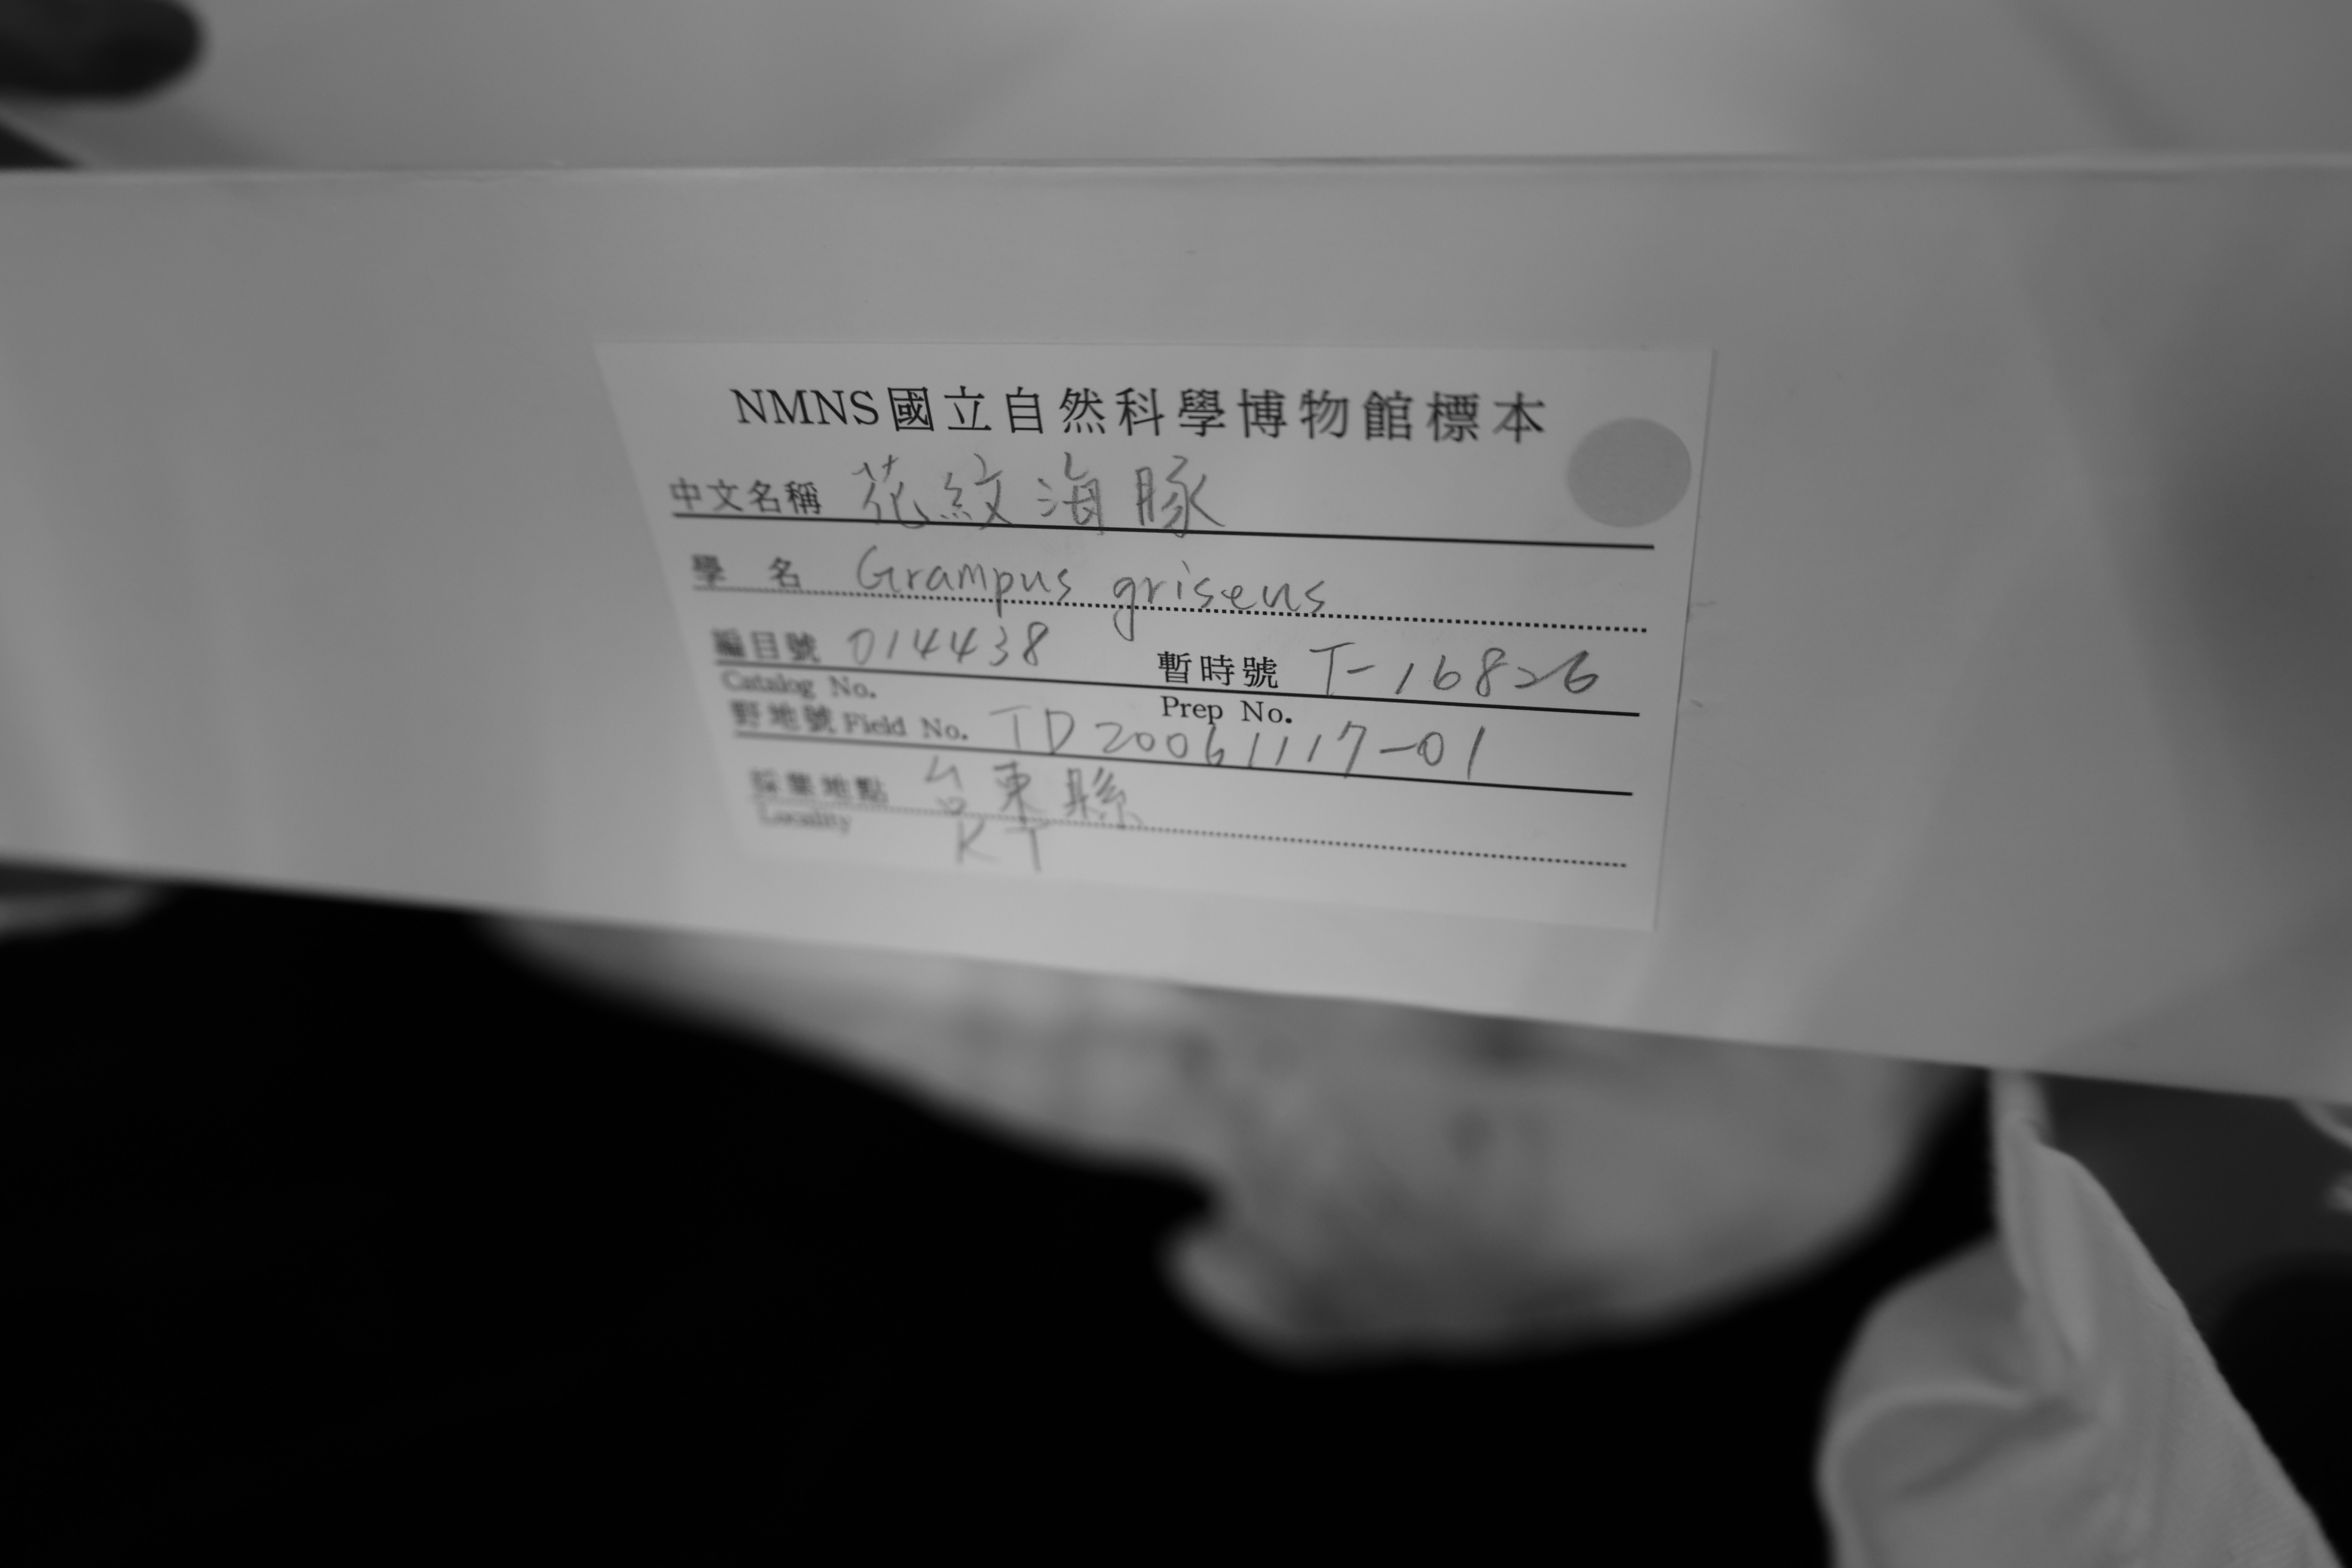 NMNS國立自然科學博物館標本
中文名稱 花紋海豚
學 名 Grampus griseus
編目號 014438 暫時號 T-16826
Catalog No. Prep No.
野地號 Field No. TD20061117-01
採集地點 台東縣
Locality KT